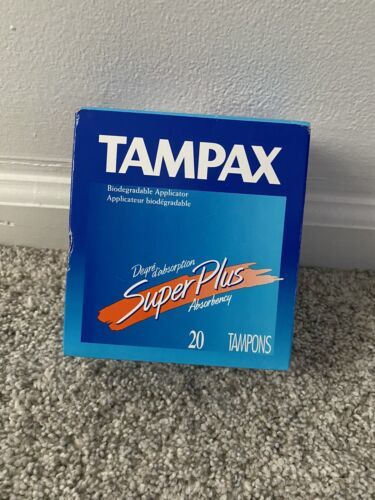 TAMPAX
Biodegradable Applicator
Applicateur biodégradable
Degré
d'absorption
Super Plus
Absorbency
20 TAMPONS